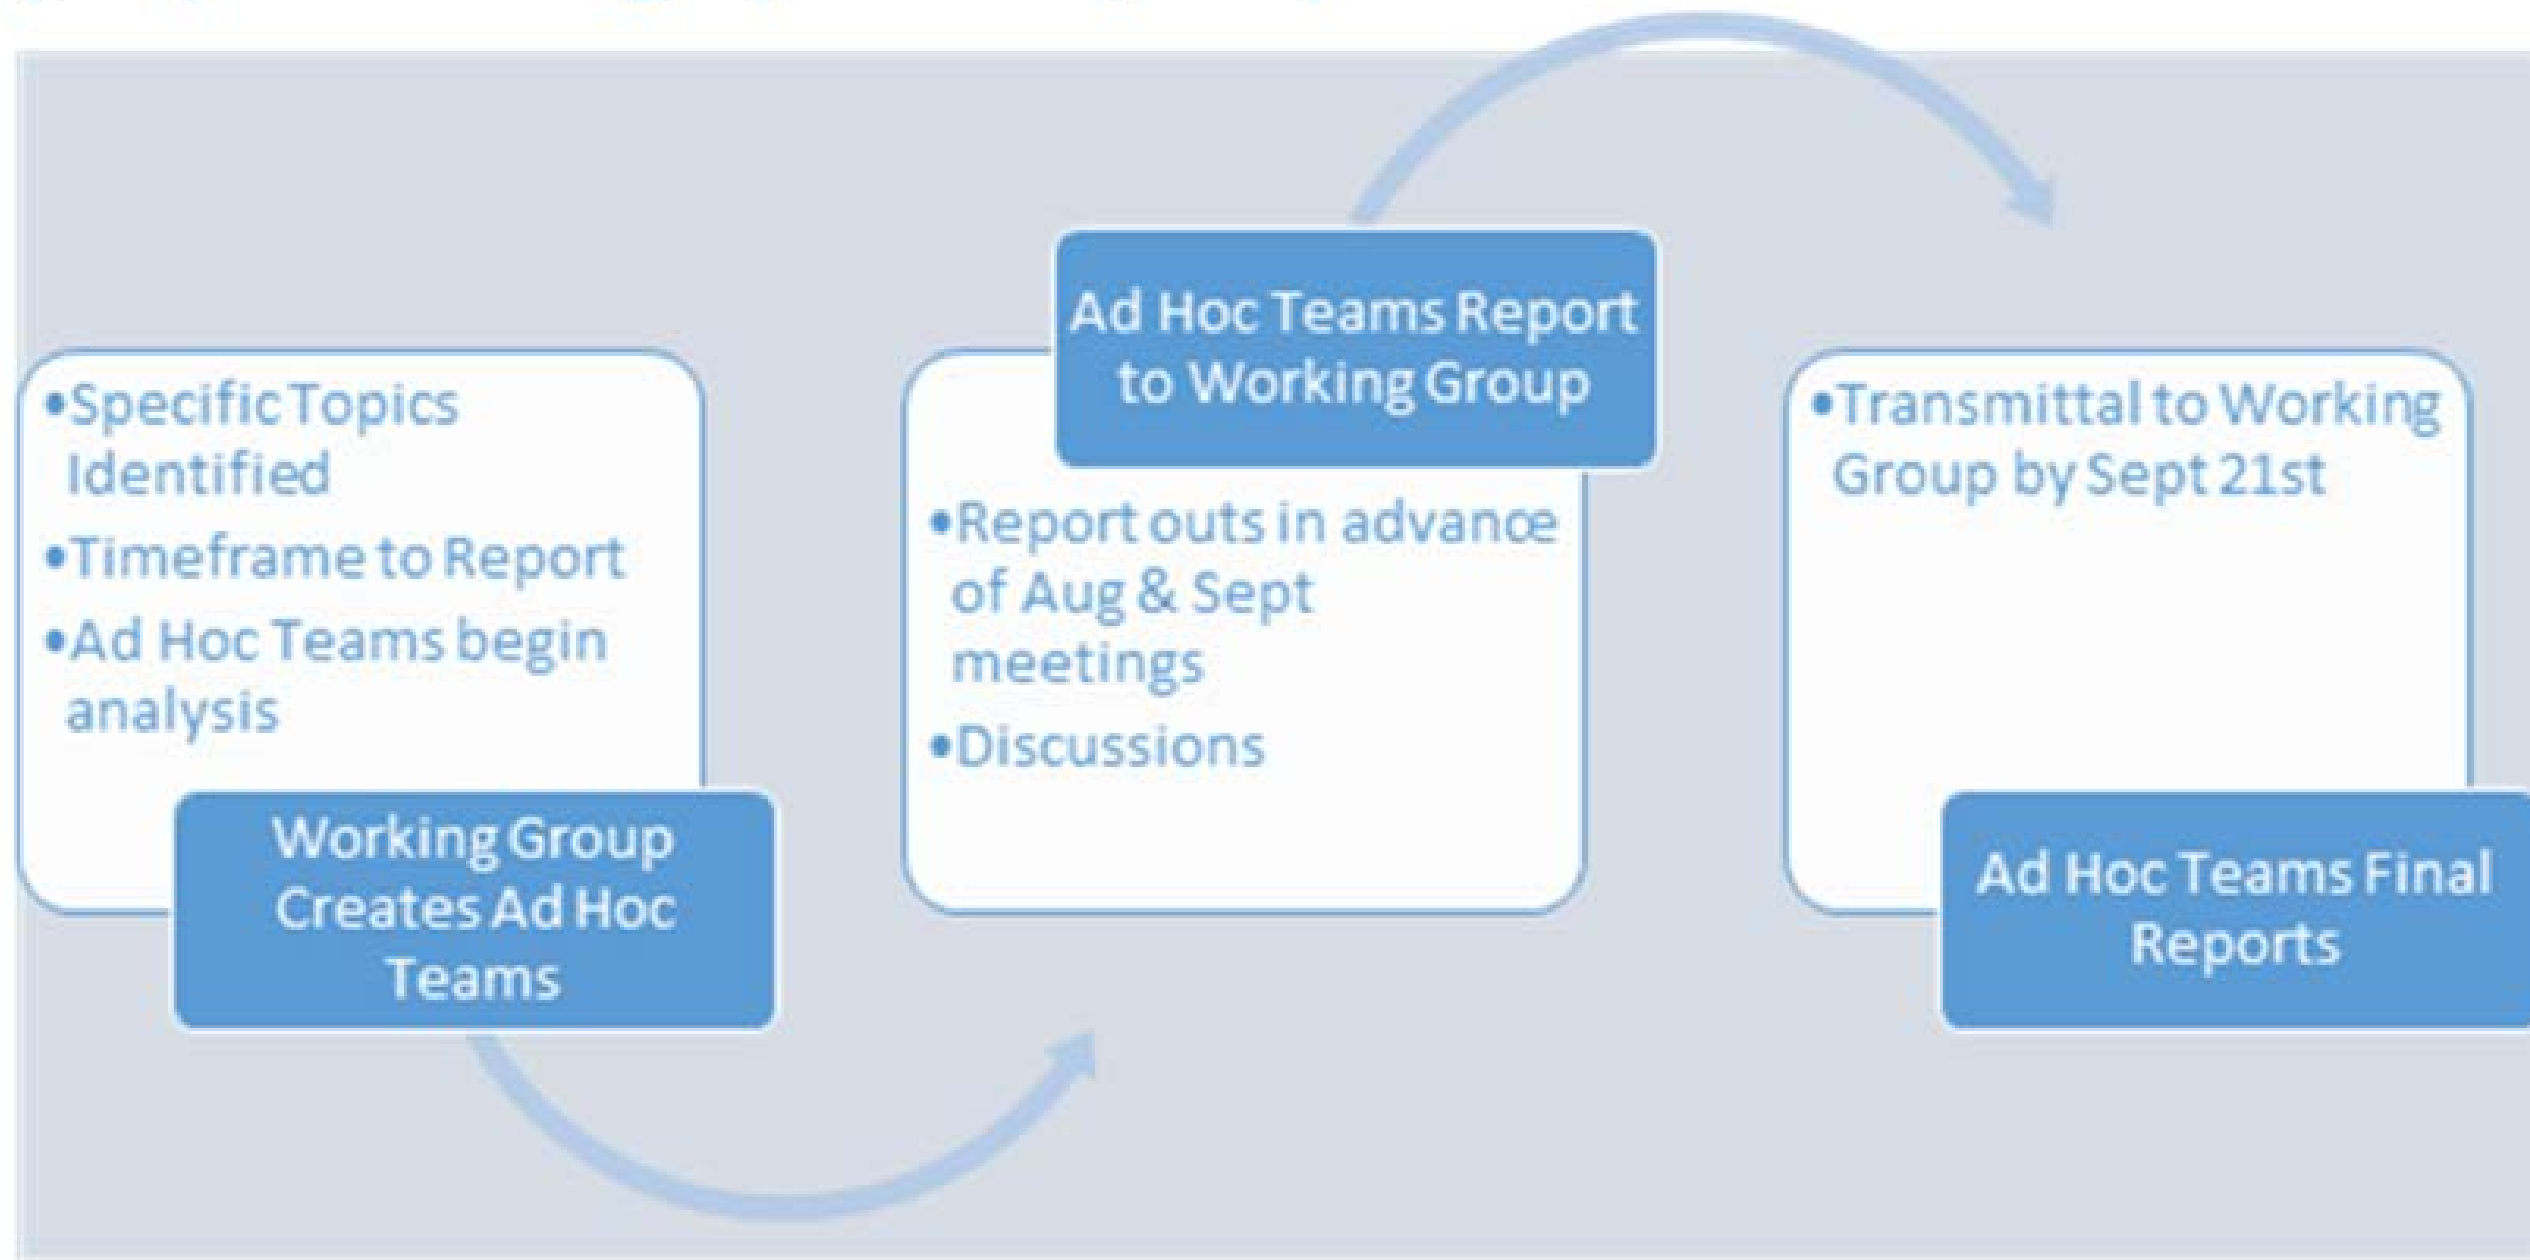 •Specific Topics
Identified
•Timeframe to Report
•Ad Hoc Teams begin
analysis
Working Group
Creates Ad Hoc
Teams
Ad Hoc Teams Report
to Working Group
•Report outs in advance
of Aug & Sept
meetings
•Discussions
•Transmittal to Working
Group by Sept 21st
Ad Hoc Teams Final
Reports